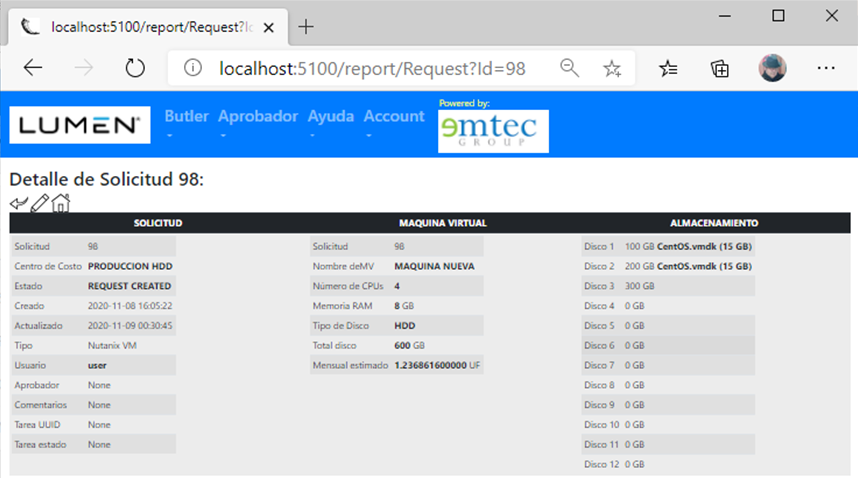 localhost:5100/report/Request?Id
localhost:5100/report/Request?Id=98
LUMEN®
Butler Aprobador Ayuda Account
Powered by:
emtec
GROUP
Detalle de Solicitud 98:
SOLICITUD
Solicitud 98
Centro de Costo PRODUCCION HDD
Estado REQUEST CREATED
Creado 2020-11-08 16:05:22
Actualizado 2020-11-09 00:30:45
Tipo Nutanix VM
Usuario user
Aprobador None
Comentarios None
Tarea UUID None
Tarea estado None
MAQUINA VIRTUAL
Solicitud 98
Nombre deMV MAQUINA NUEVA
Número de CPUs 4
Memoria RAM 8 GB
Tipo de Disco HDD
Total disco 600 GB
Mensual estimado 1.236861600000 UF
ALMACENAMIENTO
Disco 1 100 GB CentOS.vmdk (15 GB)
Disco 2 200 GB CentOS.vmdk (15 GB)
Disco 3 300 GB
Disco 4 0 GB
Disco 5 0 GB
Disco 6 0 GB
Disco 7 0 GB
Disco 8 0 GB
Disco 9 0 GB
Disco 10 0 GB
Disco 11 0 GB
Disco 12 0 GB